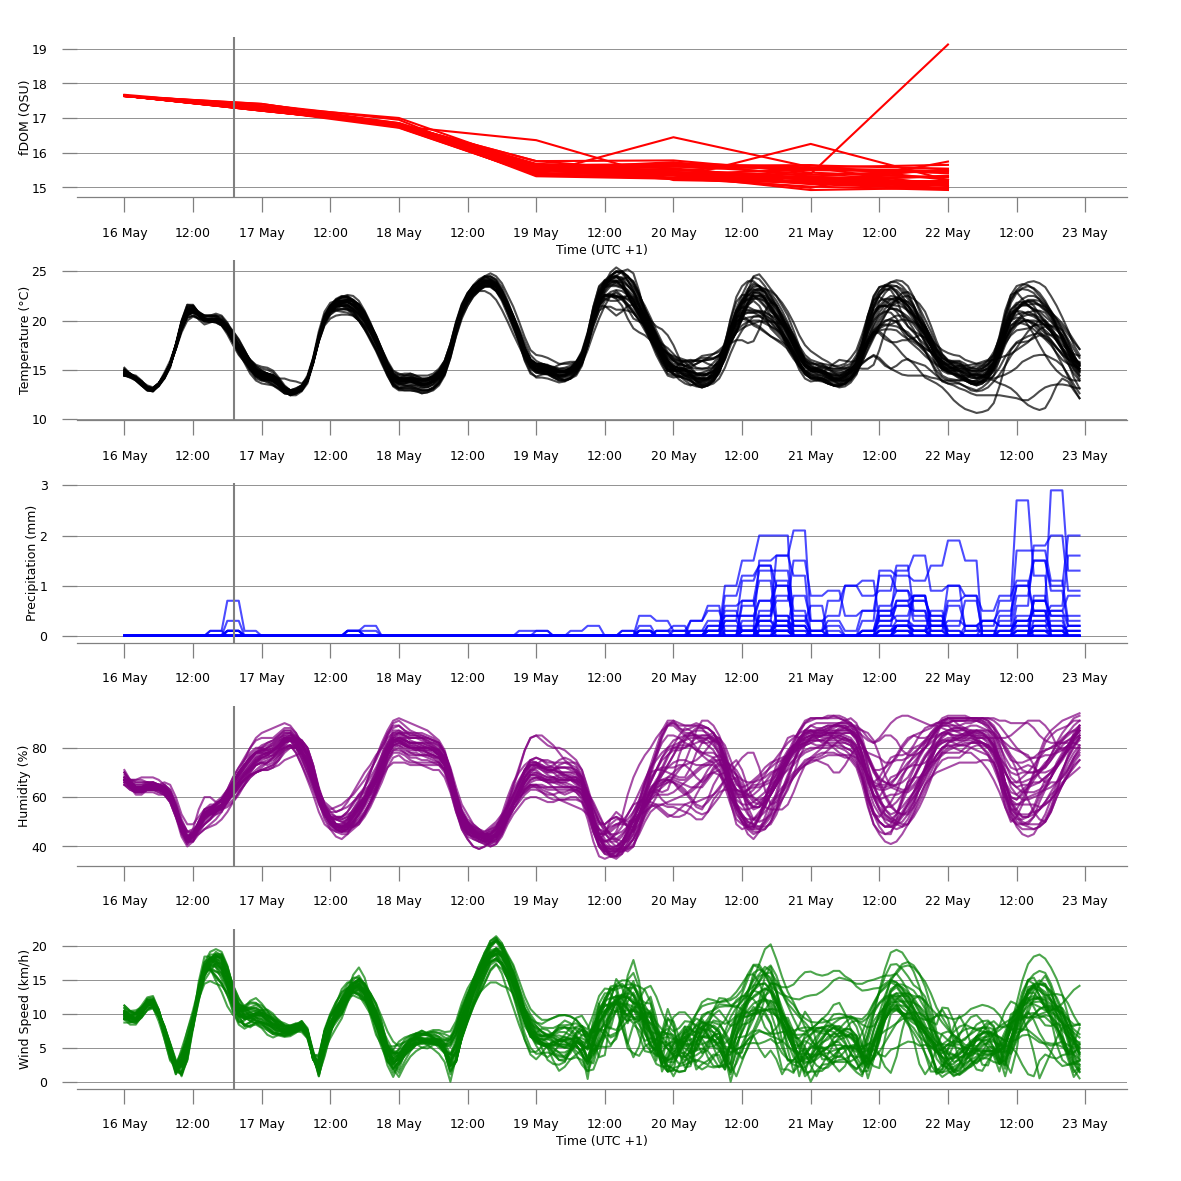 19
18
17
16
15
fDOM (QSU)
16 May 12:00 17 May 12:00 18 May 12:00 19 May 12:00 20 May 12:00 21 May 12:00 22 May 12:00 23 May
Time (UTC +1)
25
20
15
10
Temperature (°C)
16 May 12:00 17 May 12:00 18 May 12:00 19 May 12:00 20 May 12:00 21 May 12:00 22 May 12:00 23 May
3
2
1
0
Precipitation (mm)
16 May 12:00 17 May 12:00 18 May 12:00 19 May 12:00 20 May 12:00 21 May 12:00 22 May 12:00 23 May
80
60
40
Humidity (%)
16 May 12:00 17 May 12:00 18 May 12:00 19 May 12:00 20 May 12:00 21 May 12:00 22 May 12:00 23 May
20
15
10
5
0
Wind Speed (km/h)
16 May 12:00 17 May 12:00 18 May 12:00 19 May 12:00 20 May 12:00 21 May 12:00 22 May 12:00 23 May
Time (UTC +1)